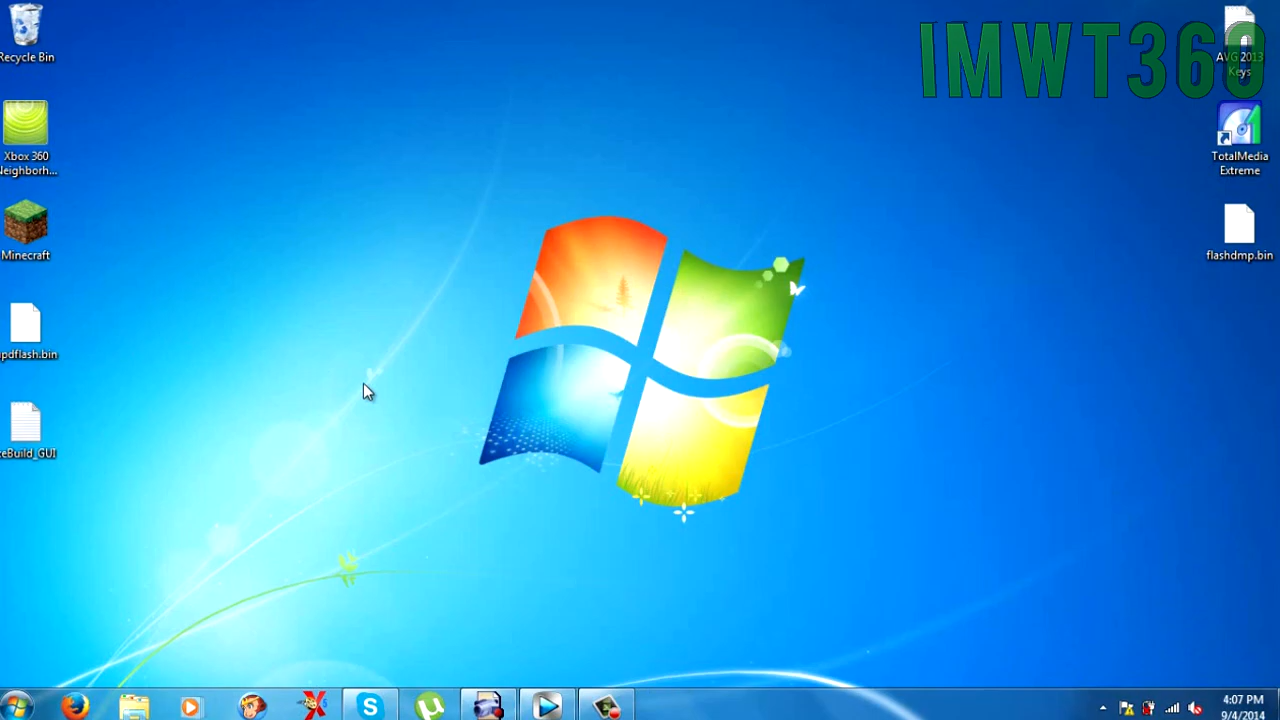 IMWT360
Recycle Bin
Xbox 360
Neighborh...
Minecraft
pdflash.bin
eBuild_GUI
AVG 2013
Keys
TotalMedia
Extreme
flashdmp.bin
4:07 PM
9/4/2014